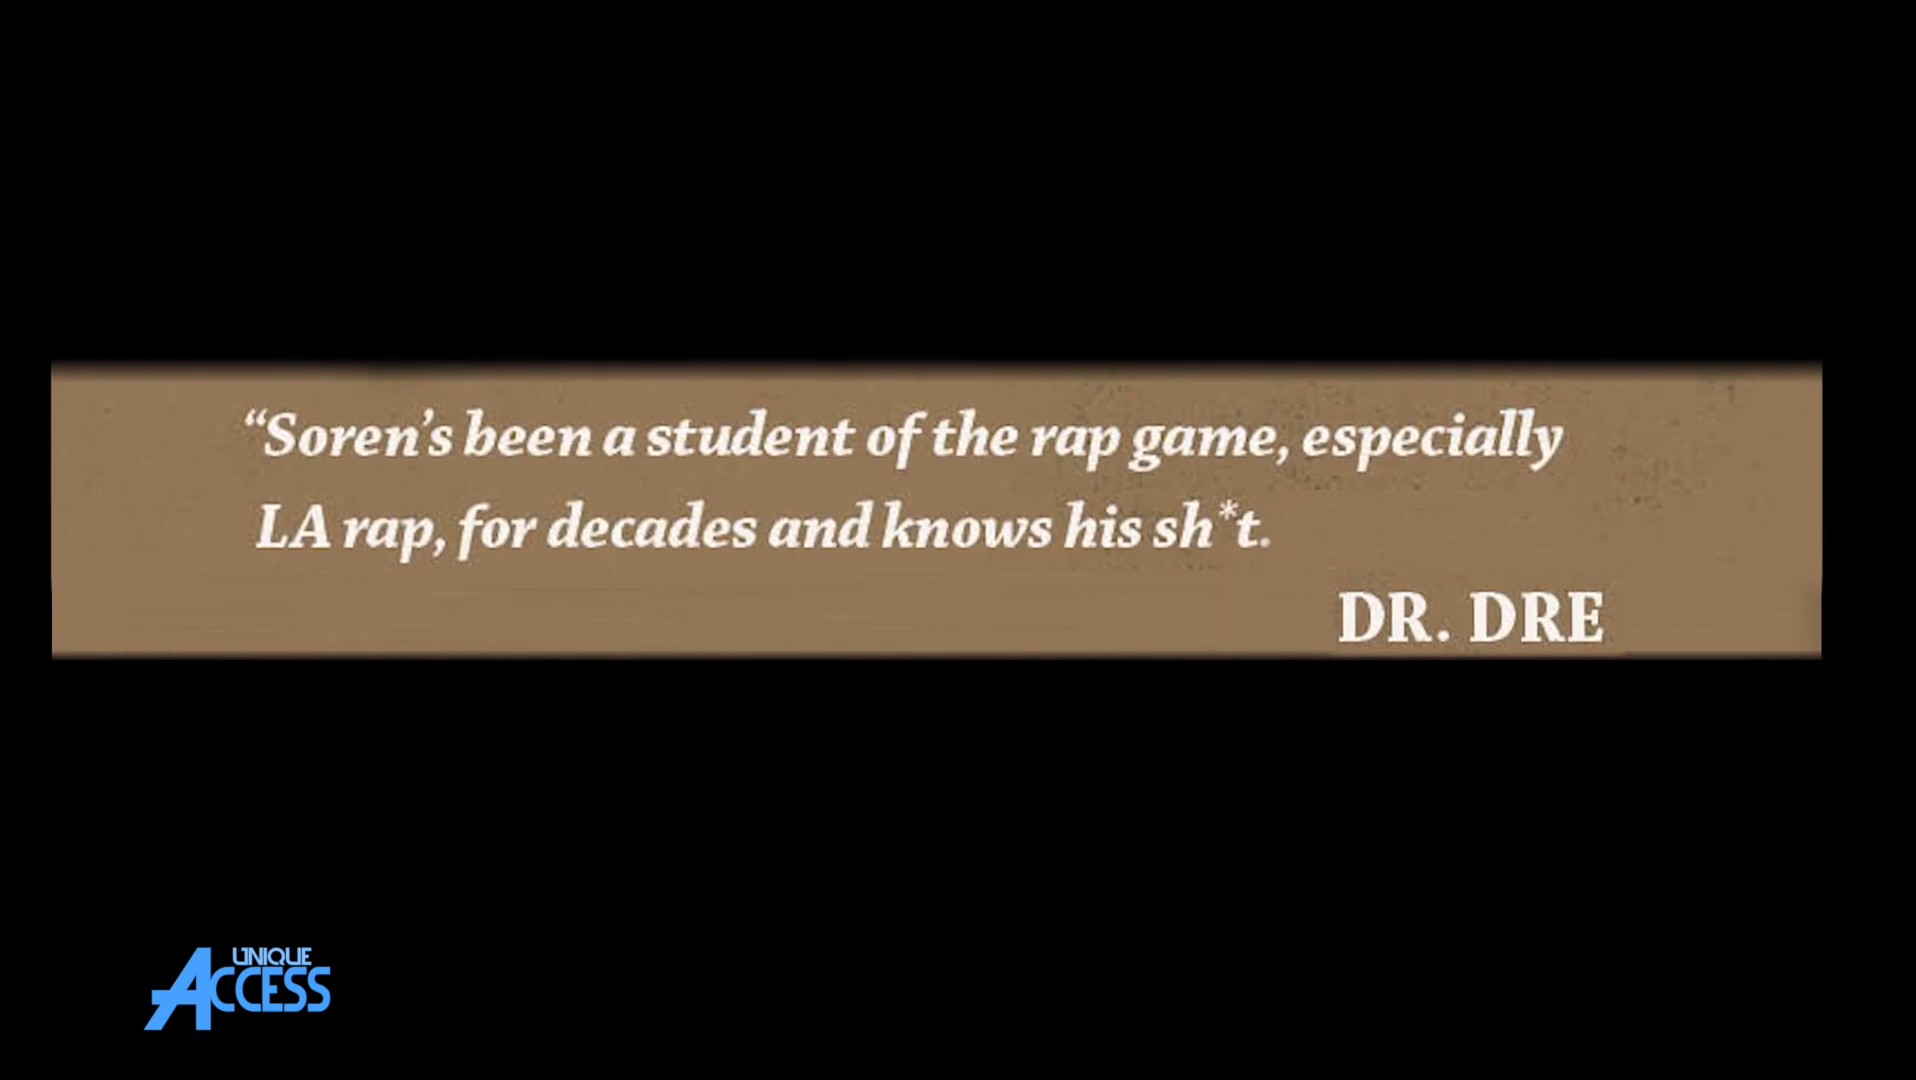 “Soren’s been a student of the rap game, especially
LA rap, for decades and knows his sh*t.
DR. DRE
UNIQUE
ACCESS